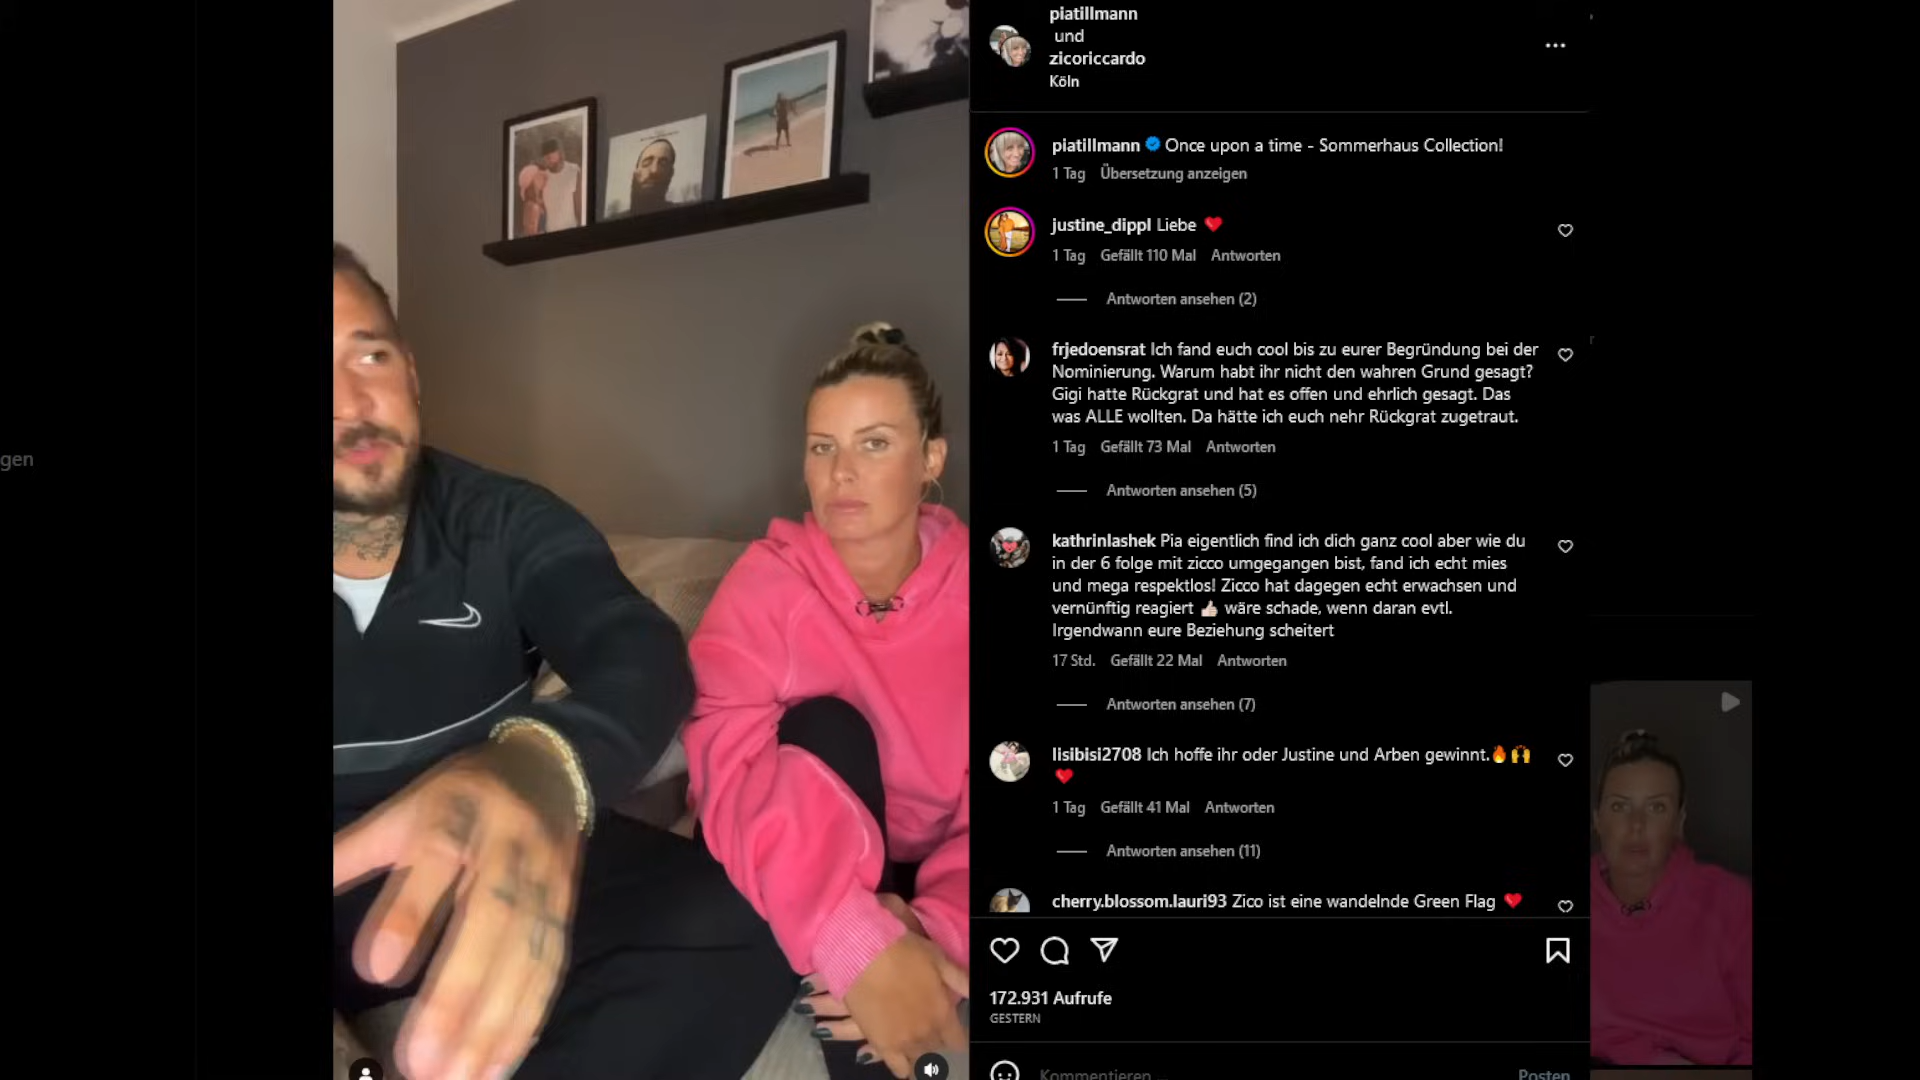 piatillmann
und
zicoriccardo
Köln
piatillmann Once upon a time - Sommerhaus Collection!
1 Tag Übersetzung anzeigen
justine_dippl Liebe ❤️
1 Tag Gefällt 110 Mal Antworten
Antworten ansehen (2)
frjedoensrat Ich fand euch cool bis zu eurer Begründung bei der
Nominierung. Warum habt ihr nicht den wahren Grund gesagt?
Gigi hatte Rückgrat und hat es offen und ehrlich gesagt. Das
was ALLE wollten. Da hätte ich euch nehr Rückgrat zugetraut.
1 Tag Gefällt 73 Mal Antworten
Antworten ansehen (5)
kathrinlashek Pia eigentlich find ich dich ganz cool aber wie du
in der 6 folge mit zicco umgegangen bist, fand ich echt mies
und mega respektlos! Zicco hat dagegen echt erwachsen und
vernünftig reagiert 👍🏻 wäre schade, wenn daran evtl.
Irgendwann eure Beziehung scheitert
17 Std. Gefällt 22 Mal Antworten
Antworten ansehen (7)
lisibisi2708 Ich hoffe ihr oder Justine und Arben gewinnt.🔥🙌
❤️
1 Tag Gefällt 41 Mal Antworten
Antworten ansehen (11)
cherry.blossom.lauri93 Zico ist eine wandelnde Green Flag ❤️
172.931 Aufrufe
GESTERN
Kommentieren ...
Posten
gen